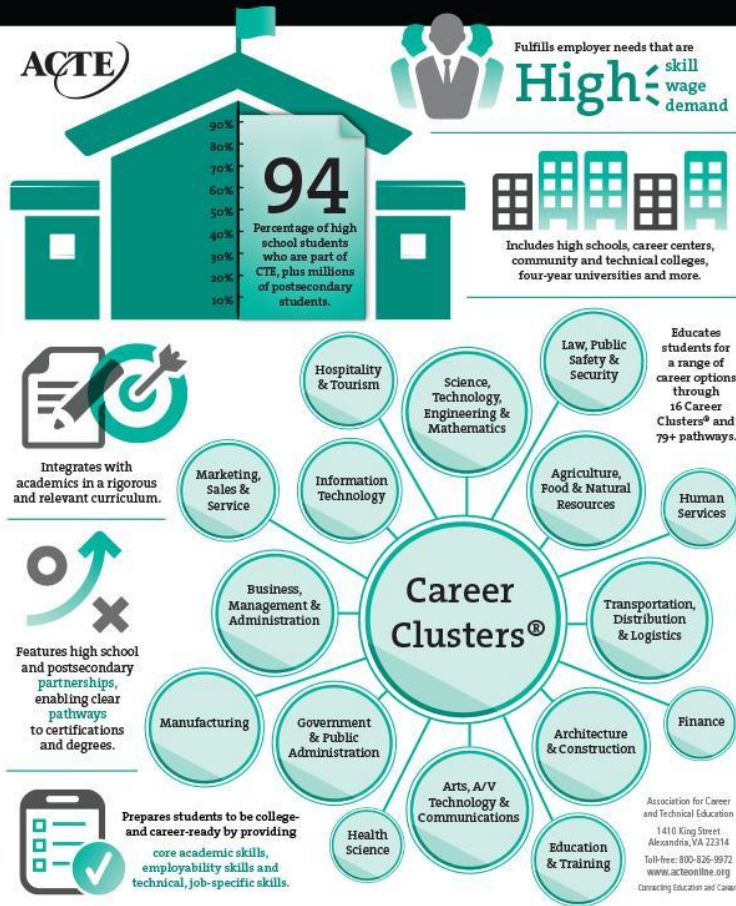 ACTE
Fulfills employer needs that are
High
skill
wage
demand
90%
80%
70%
60%
50%
40%
30%
20%
10%
94
Percentage of high
school students
who are part of
CTE, plus millions
of postsecondary
students.
Includes high schools, career centers,
community and technical colleges,
four-year universities and more.
Integrates with
academics in a rigorous
and relevant curriculum.
Features high school
and postsecondary
partnerships,
enabling clear
pathways
to certifications
and degrees.
Prepares students to be college-
and career-ready by providing
core academic skills,
employability skills and
technical, job-specific skills.
Educates
students for
a range of
career options
through
16 Career
Clusters® and
79+ pathways.
Career
Clusters®
Hospitality
& Tourism
Science,
Technology,
Engineering &
Mathematics
Law, Public
Safety &
Security
Marketing,
Sales &
Service
Information
Technology
Agriculture,
Food & Natural
Resources
Human
Services
Business,
Management &
Administration
Transportation,
Distribution
& Logistics
Manufacturing
Government
& Public
Administration
Architecture
& Construction
Finance
Health
Science
Arts, A/V
Technology &
Communications
Education
& Training
Association for Career
and Technical Education
1410 King Street
Alexandria, VA 22314
Toll-free: 800-826-9972
www.acteonline.org
Connecting Education and Careers